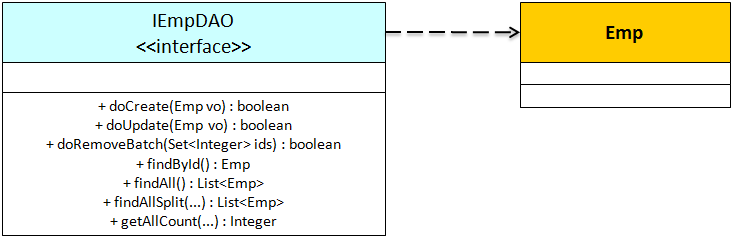 IEmpDAO
<<interface>>
Emp
+ doCreate(Emp vo) : boolean
+ doUpdate(Emp vo) : boolean
+ doRemoveBatch(Set<Integer> ids) : boolean
+ findById() : Emp
+ findAll() : List<Emp>
+ findAllSplit(...) : List<Emp>
+ getAllCount(...) : Integer